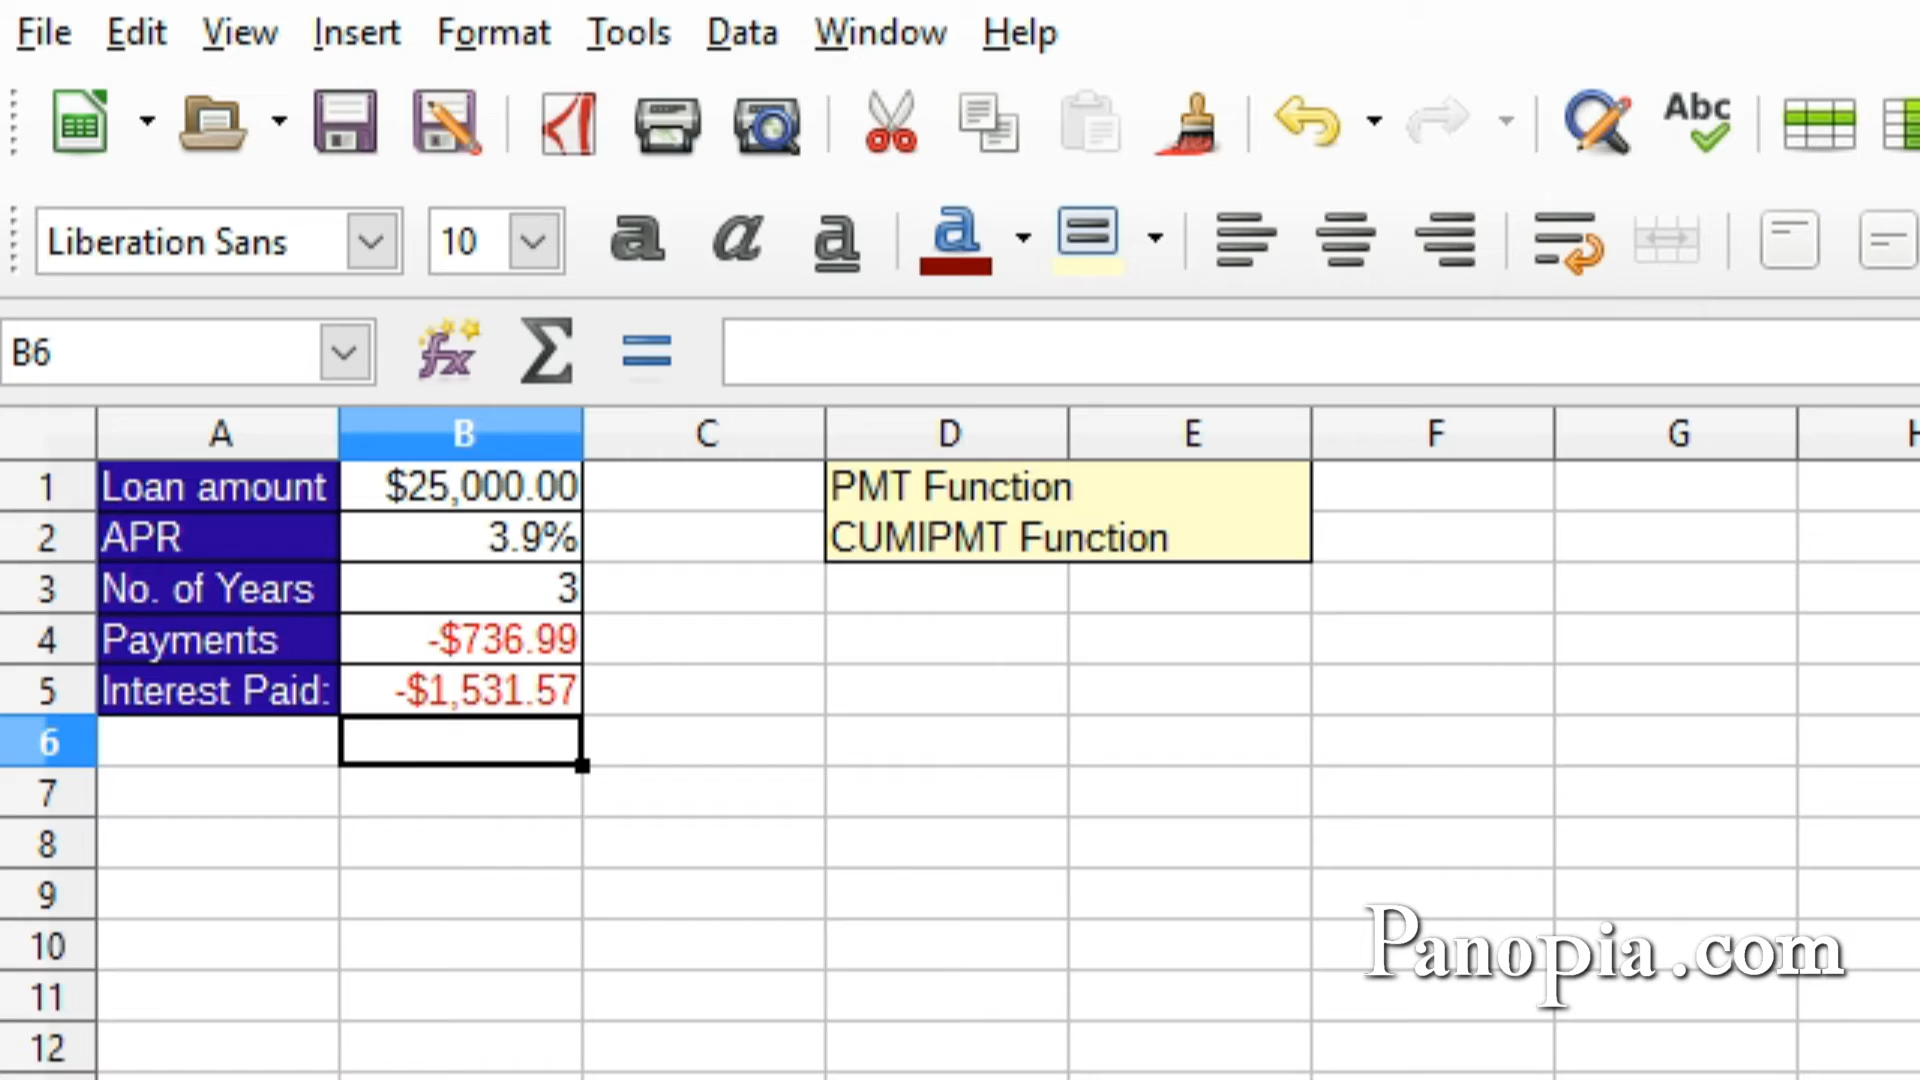 File Edit View Insert Format Tools Data Window Help
Abc
Liberation Sans 10 a a a a
B6 fx Σ =
A B C D E F G
1 Loan amount $25,000.00 PMT Function
2 APR 3.9% CUMIPMT Function
3 No. of Years 3
4 Payments -$736.99
5 Interest Paid: -$1,531.57
6
7
8
9
10
11
12
Panopia.com